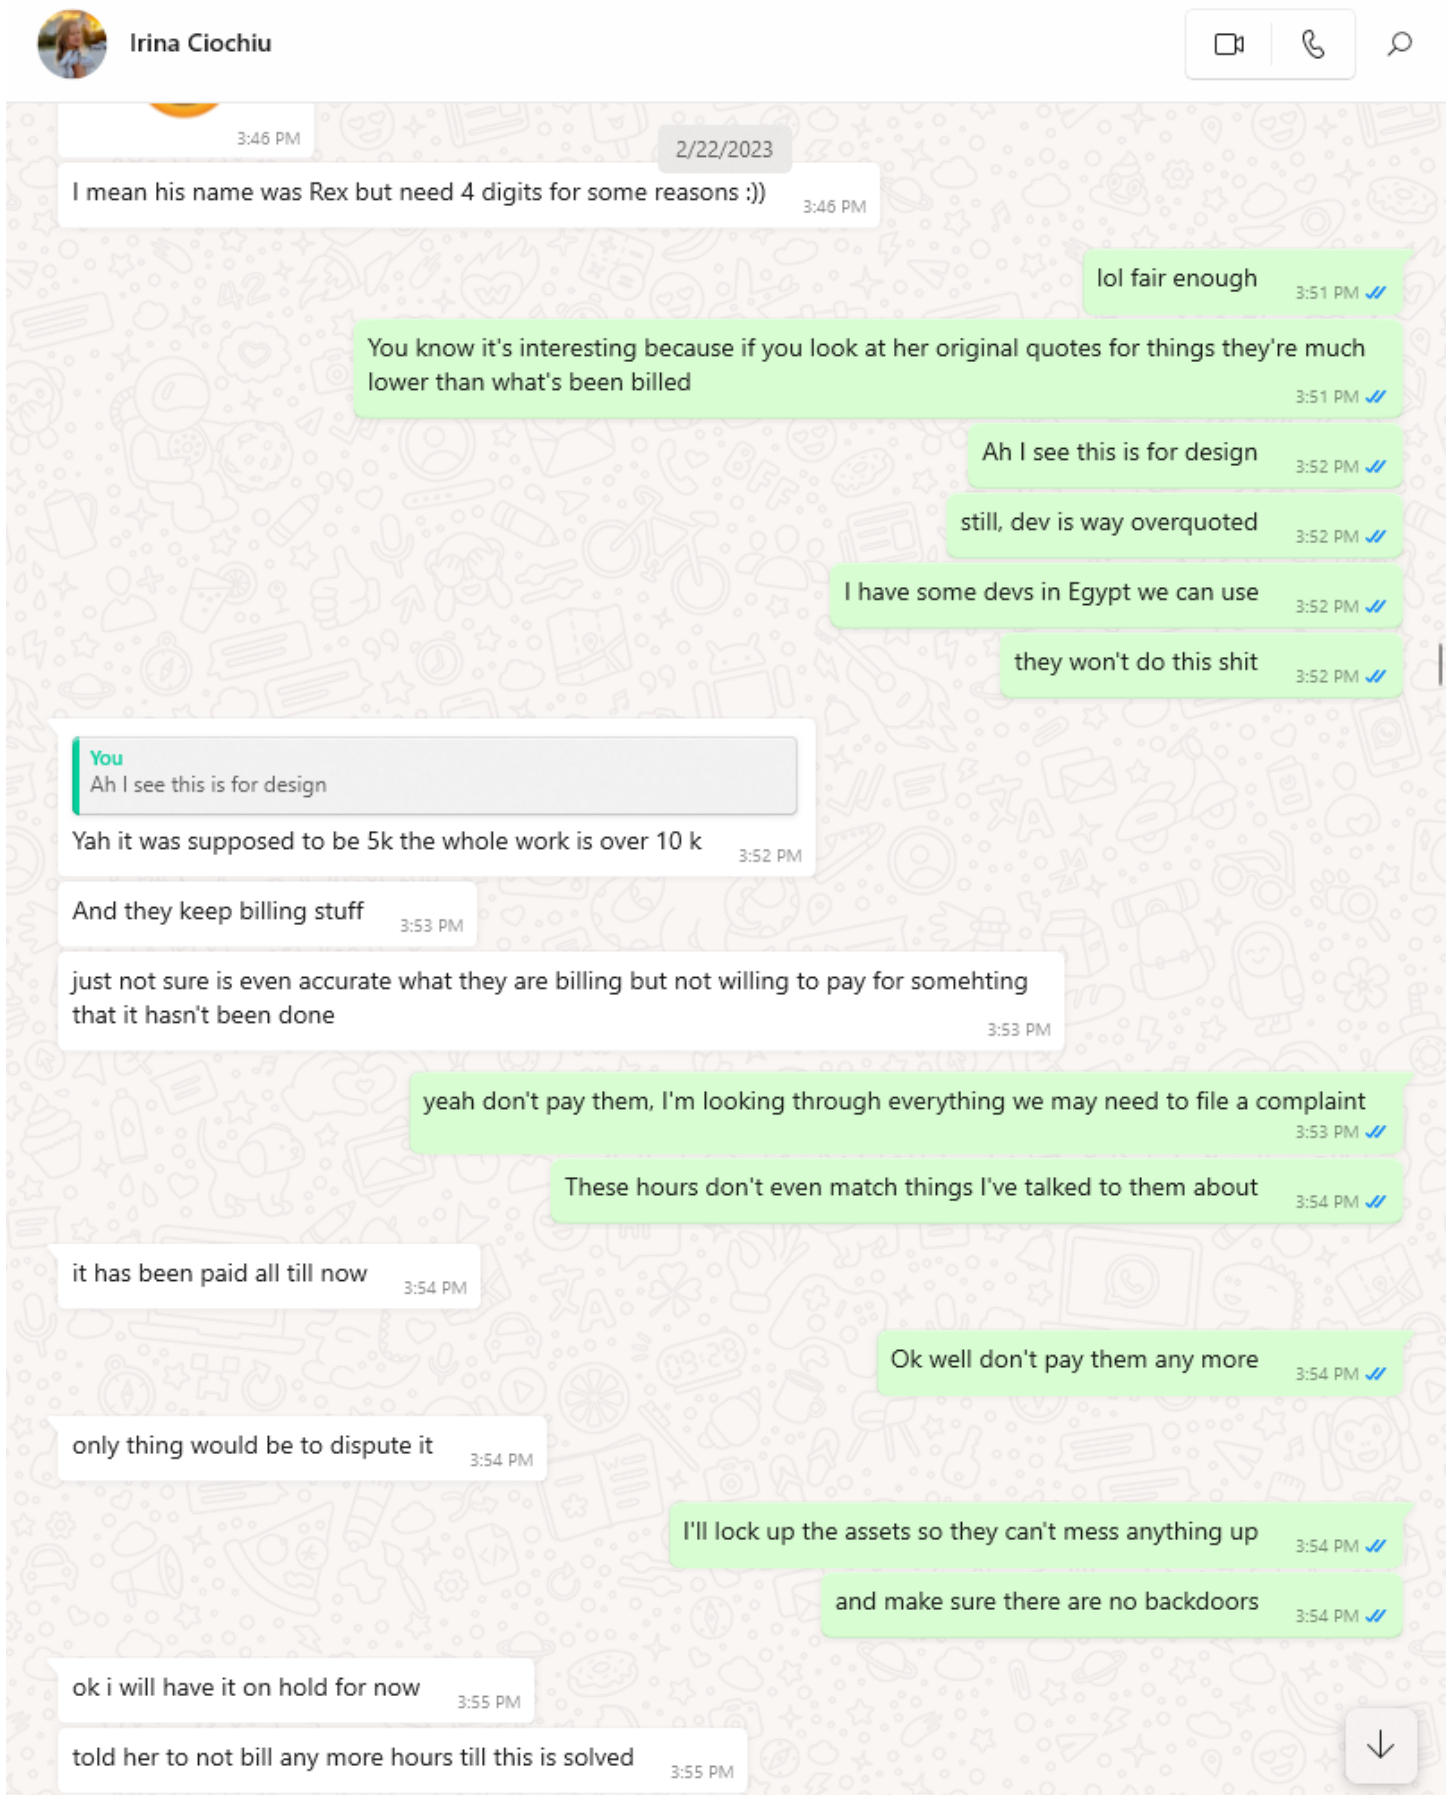 Irina Ciochiu
3:46 PM
2/22/2023
I mean his name was Rex but need 4 digits for some reasons :))
3:46 PM
lol fair enough
3:51 PM
You know it's interesting because if you look at her original quotes for things they're much
lower than what's been billed
3:51 PM
Ah I see this is for design
3:52 PM
still, dev is way overquoted
3:52 PM
I have some devs in Egypt we can use
3:52 PM
they won't do this shit
3:52 PM
You
Ah I see this is for design
Yah it was supposed to be 5k the whole work is over 10 k
3:52 PM
And they keep billing stuff
3:53 PM
just not sure is even accurate what they are billing but not willing to pay for somehting
that it hasn't been done
3:53 PM
yeah don't pay them, I'm looking through everything we may need to file a complaint
3:53 PM
These hours don't even match things I've talked to them about
3:54 PM
it has been paid all till now
3:54 PM
Ok well don't pay them any more
3:54 PM
only thing would be to dispute it
3:54 PM
I'll lock up the assets so they can't mess anything up
3:54 PM
and make sure there are no backdoors
3:54 PM
ok i will have it on hold for now
3:55 PM
told her to not bill any more hours till this is solved
3:55 PM